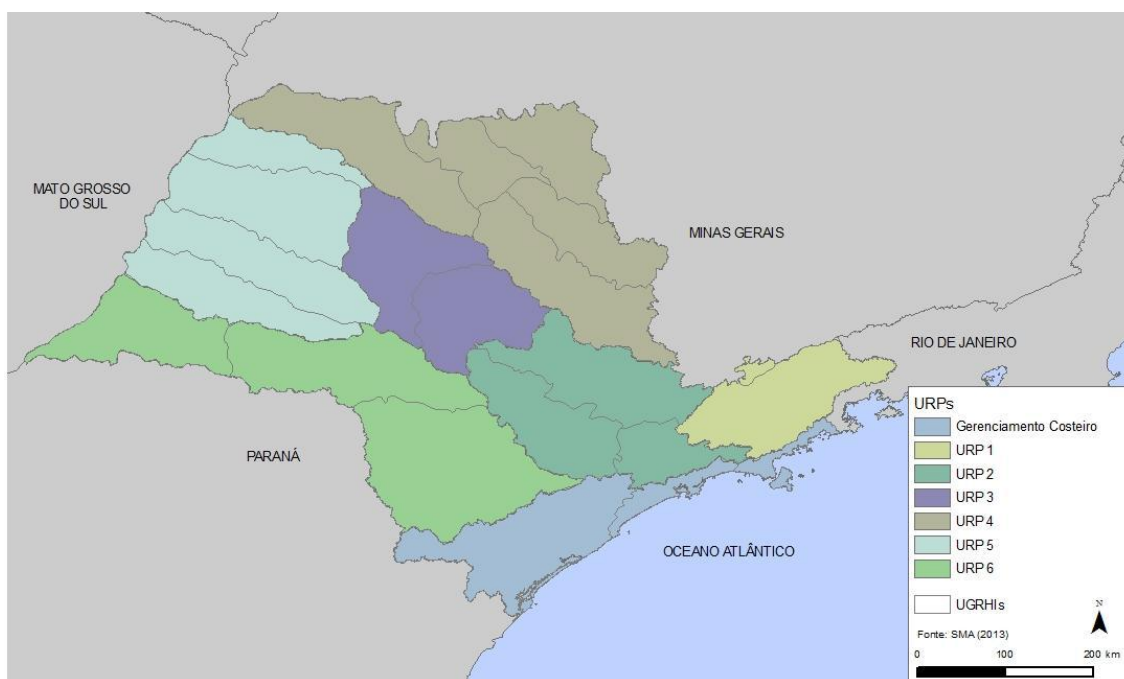 MATO GROSSO
DO SUL
MINAS GERAIS
RIO DE JANEIRO
PARANÁ
OCEANO ATLÂNTICO
URPs
Gerenciamento Costeiro
URP 1
URP 2
URP 3
URP 4
URP 5
URP 6
UGRHIs
N
Fonte: SMA (2013)
0 100 200 km